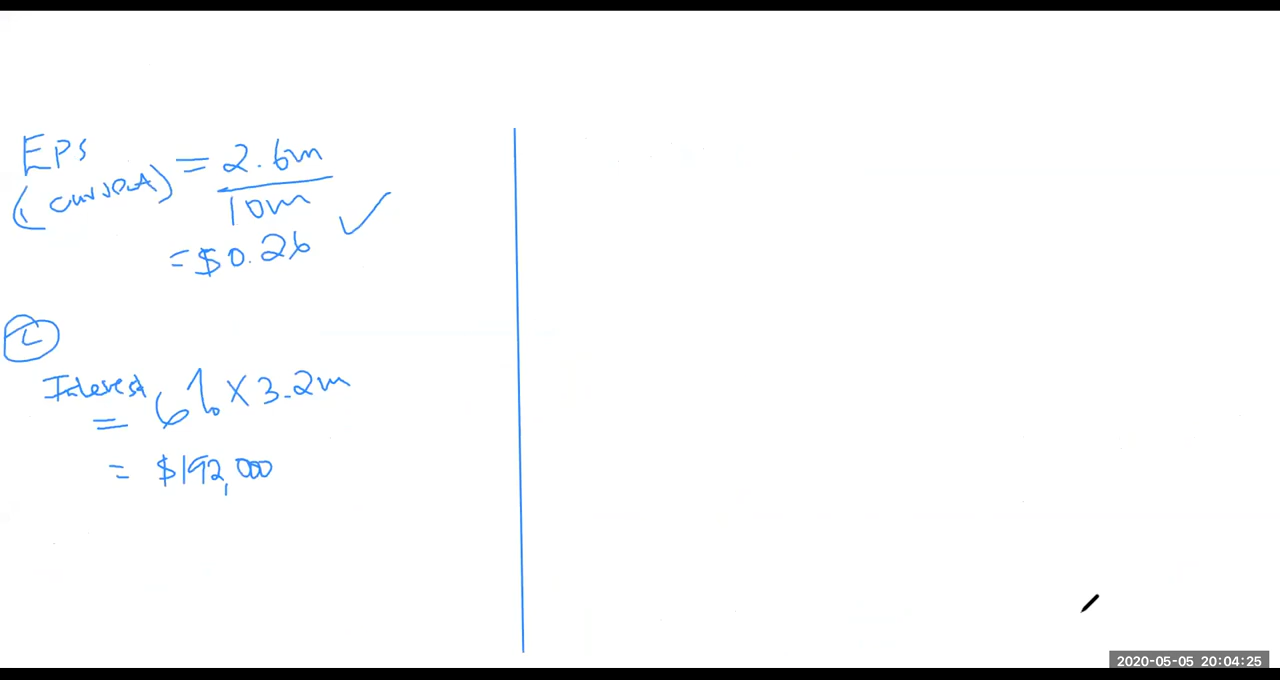 EPS
(current) = 2.6m
10m
= $0.26 ✓
2
Interest
= 6% x 3.2m
= $192,000
2020-05-05 20:04:25